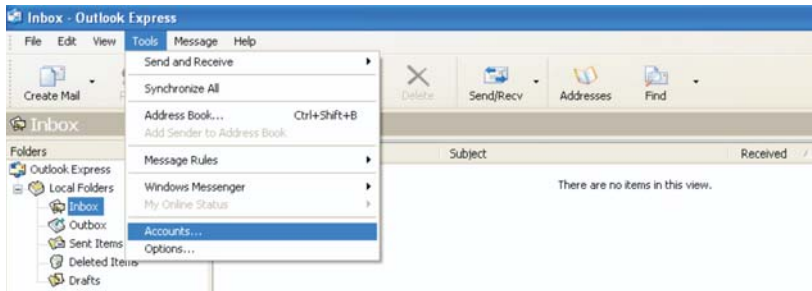 Inbox - Outlook Express
File Edit View Tools Message Help
Send and Receive
Synchronize All
Address Book... Ctrl+Shift+B
Add Sender to Address Book
Message Rules
Windows Messenger
My Online Status
Accounts...
Options...
Create Mail Delete Send/Recv Addresses Find
Inbox
Folders Subject Received
Outlook Express
Local Folders
Inbox
Outbox
Sent Items
Deleted Items
Drafts
There are no items in this view.